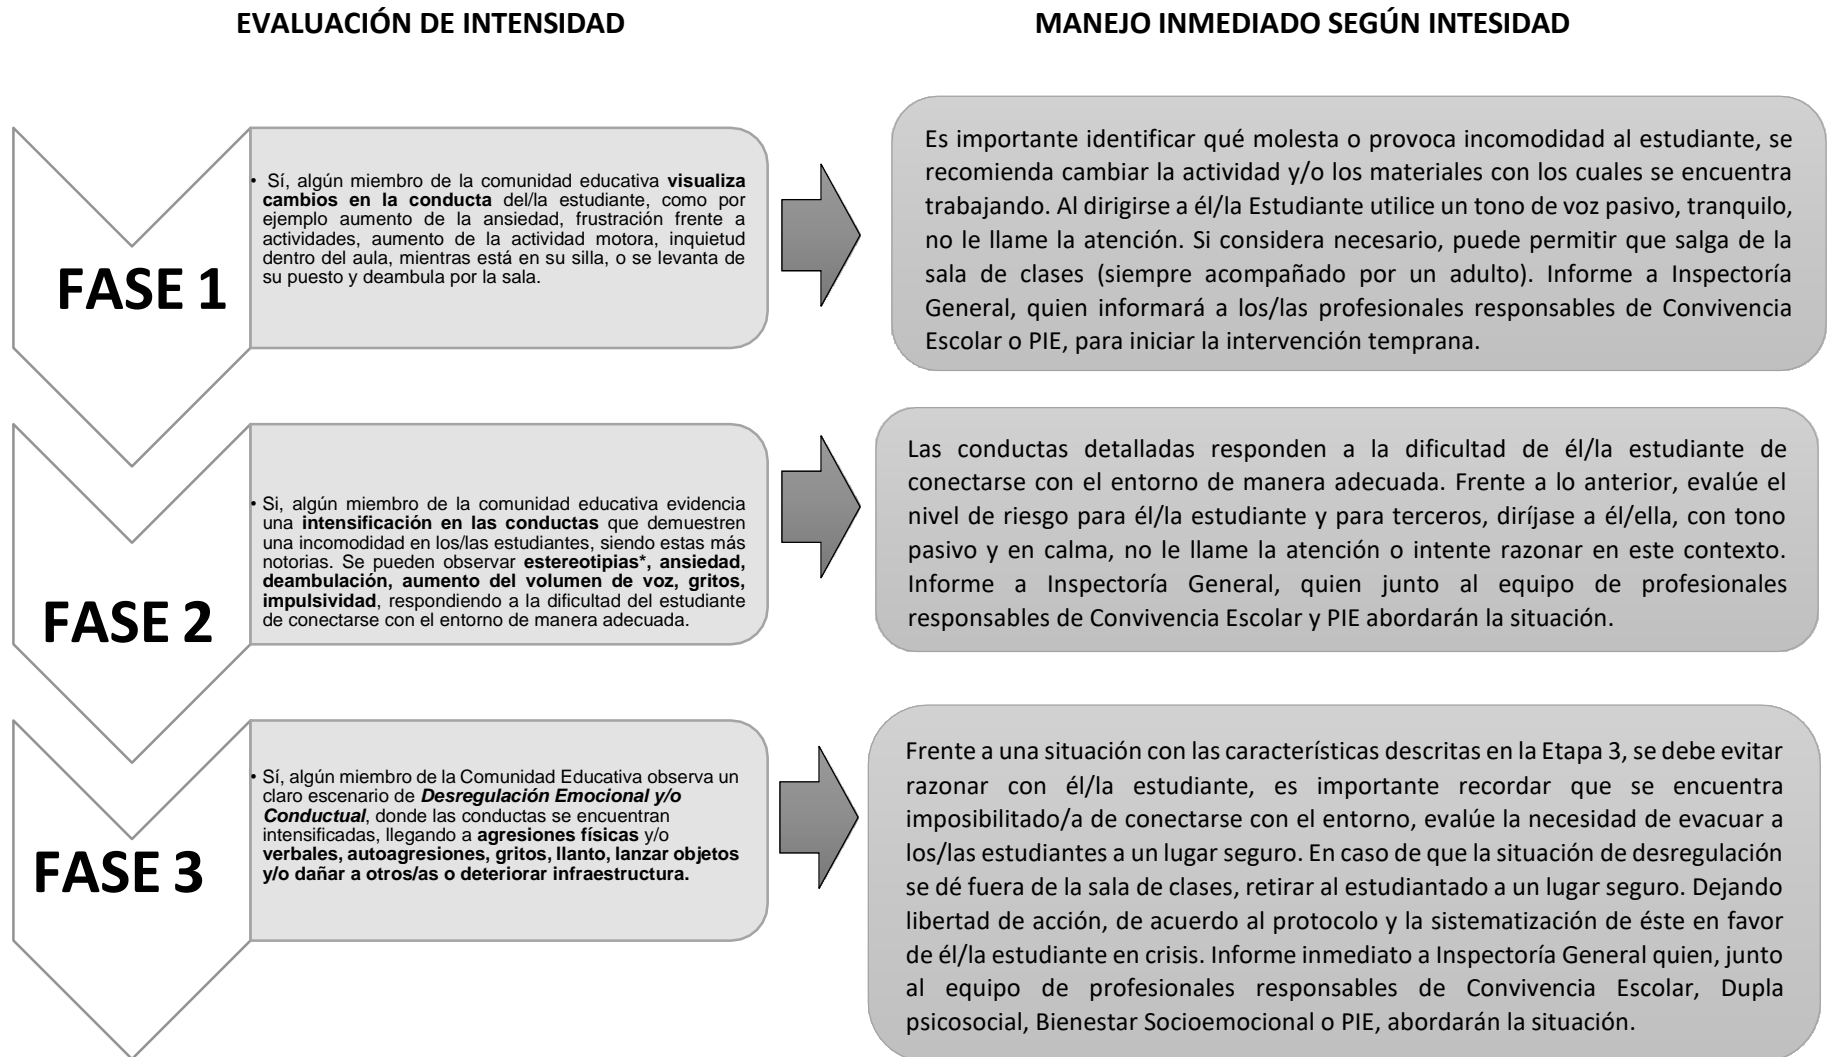 EVALUACIÓN DE INTENSIDAD
MANEJO INMEDIADO SEGÚN INTESIDAD
FASE 1
• Sí, algún miembro de la comunidad educativa visualiza
cambios en la conducta del/la estudiante, como por
ejemplo aumento de la ansiedad, frustración frente a
actividades, aumento de la actividad motora, inquietud
dentro del aula, mientras está en su silla, o se levanta de
su puesto y deambula por la sala.
Es importante identificar qué molesta o provoca incomodidad al estudiante, se
recomienda cambiar la actividad y/o los materiales con los cuales se encuentra
trabajando. Al dirigirse a él/la Estudiante utilice un tono de voz pasivo, tranquilo,
no le llame la atención. Si considera necesario, puede permitir que salga de la
sala de clases (siempre acompañado por un adulto). Informe a Inspectoría
General, quien informará a los/las profesionales responsables de Convivencia
Escolar o PIE, para iniciar la intervención temprana.
FASE 2
• Si, algún miembro de la comunidad educativa evidencia
una intensificación en las conductas que demuestren
una incomodidad en los/las estudiantes, siendo estas más
notorias. Se pueden observar estereotipias*, ansiedad,
deambulación, aumento del volumen de voz, gritos,
impulsividad, respondiendo a la dificultad del estudiante
de conectarse con el entorno de manera adecuada.
Las conductas detalladas responden a la dificultad de él/la estudiante de
conectarse con el entorno de manera adecuada. Frente a lo anterior, evalúe el
nivel de riesgo para él/la estudiante y para terceros, diríjase a él/ella, con tono
pasivo y en calma, no le llame la atención o intente razonar en este contexto.
Informe a Inspectoría General, quien junto al equipo de profesionales
responsables de Convivencia Escolar y PIE abordarán la situación.
FASE 3
• Sí, algún miembro de la Comunidad Educativa observa un
claro escenario de Desregulación Emocional y/o
Conductual, donde las conductas se encuentran
intensificadas, llegando a agresiones físicas y/o
verbales, autoagresiones, gritos, llanto, lanzar objetos
y/o dañar a otros/as o deteriorar infraestructura.
Frente a una situación con las características descritas en la Etapa 3, se debe evitar
razonar con él/la estudiante, es importante recordar que se encuentra
imposibilitado/a de conectarse con el entorno, evalúe la necesidad de evacuar a
los/las estudiantes a un lugar seguro. En caso de que la situación de desregulación
se dé fuera de la sala de clases, retirar al estudiantado a un lugar seguro. Dejando
libertad de acción, de acuerdo al protocolo y la sistematización de éste en favor
de él/la estudiante en crisis. Informe inmediato a Inspectoría General quien, junto
al equipo de profesionales responsables de Convivencia Escolar, Dupla
psicosocial, Bienestar Socioemocional o PIE, abordarán la situación.